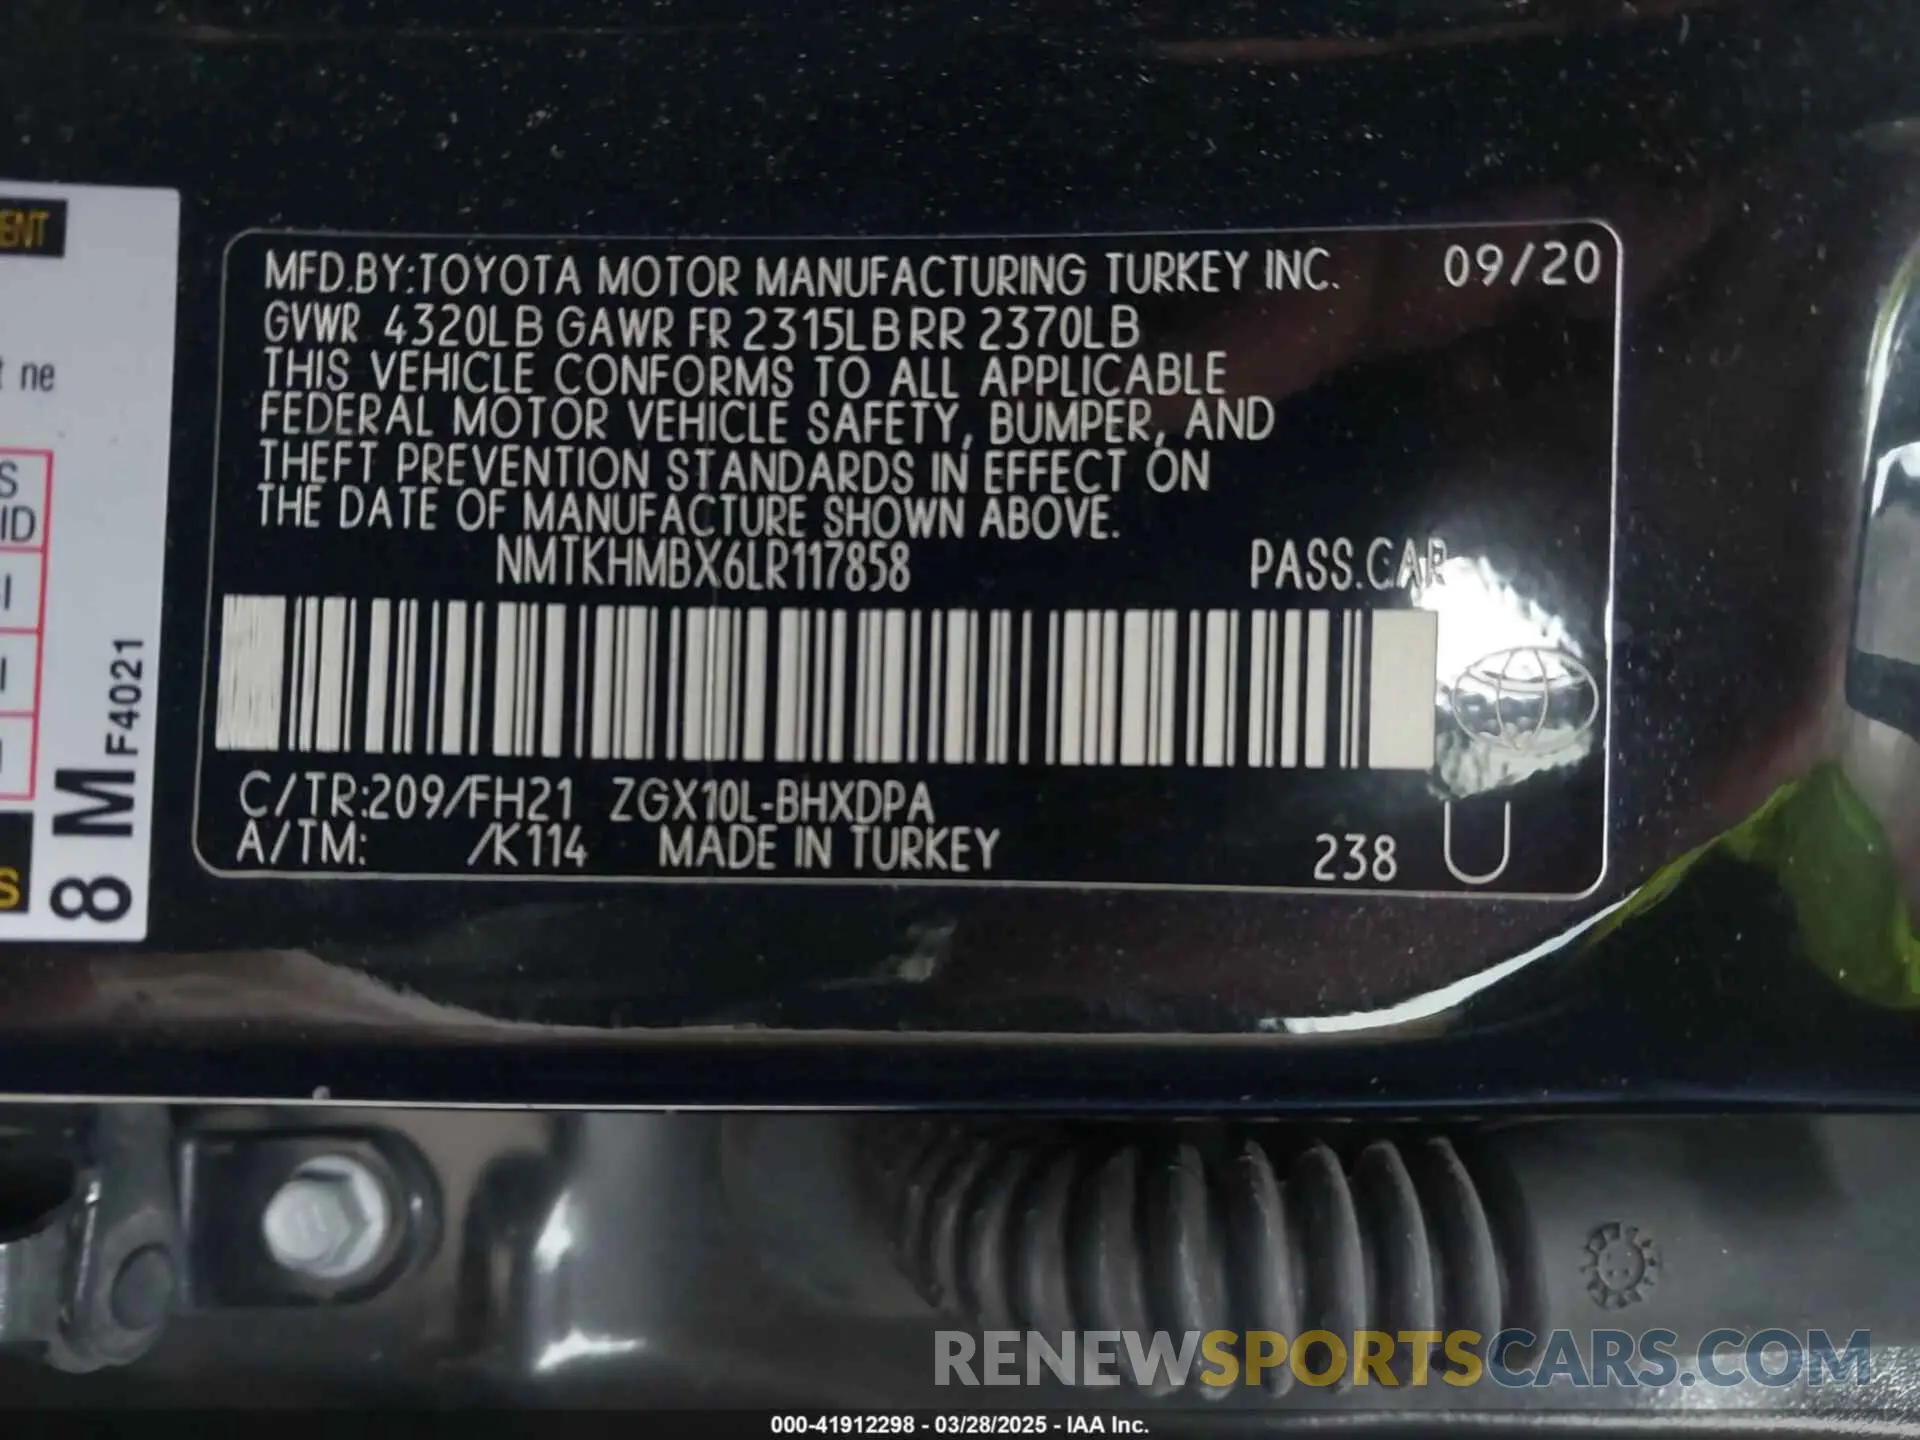 ENT
t ne
S
ID
I
I
S
8 M F4021
MFD.BY:TOYOTA MOTOR MANUFACTURING TURKEY INC. 09/20
GVWR 4320LB GAWR FR 2315LB RR 2370LB
THIS VEHICLE CONFORMS TO ALL APPLICABLE
FEDERAL MOTOR VEHICLE SAFETY, BUMPER, AND
THEFT PREVENTION STANDARDS IN EFFECT ON
THE DATE OF MANUFACTURE SHOWN ABOVE.
NMTKHMBX6LR117858 PASS.CAR
C/TR:209/FH21 ZGX10L-BHXDPA
A/TM: /K114 MADE IN TURKEY 238
RENEWSPORTSCARS.COM
000-41912298 - 03/28/2025 - IAA Inc.